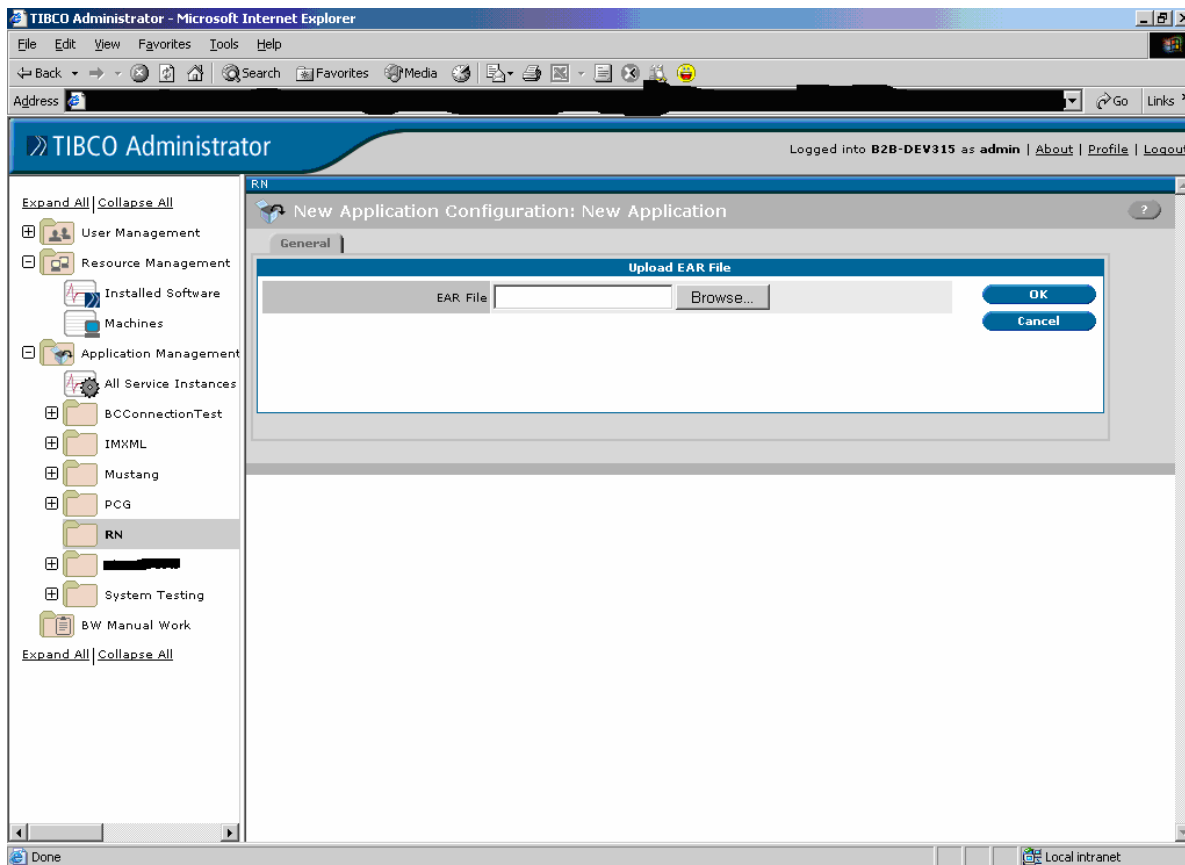 TIBCO Administrator - Microsoft Internet Explorer
File Edit View Favorites Tools Help
Back Search Favorites Media
Address Go Links
TIBCO Administrator
Logged into B2B-DEV315 as admin | About | Profile | Logout
Expand All | Collapse All
User Management
Resource Management
Installed Software
Machines
Application Management
All Service Instances
BCConnectionTest
IMXML
Mustang
PCG
RN
System Testing
BW Manual Work
Expand All | Collapse All
RN
New Application Configuration: New Application
?
General
Upload EAR File
EAR File Browse...
OK
Cancel
Done
Local intranet